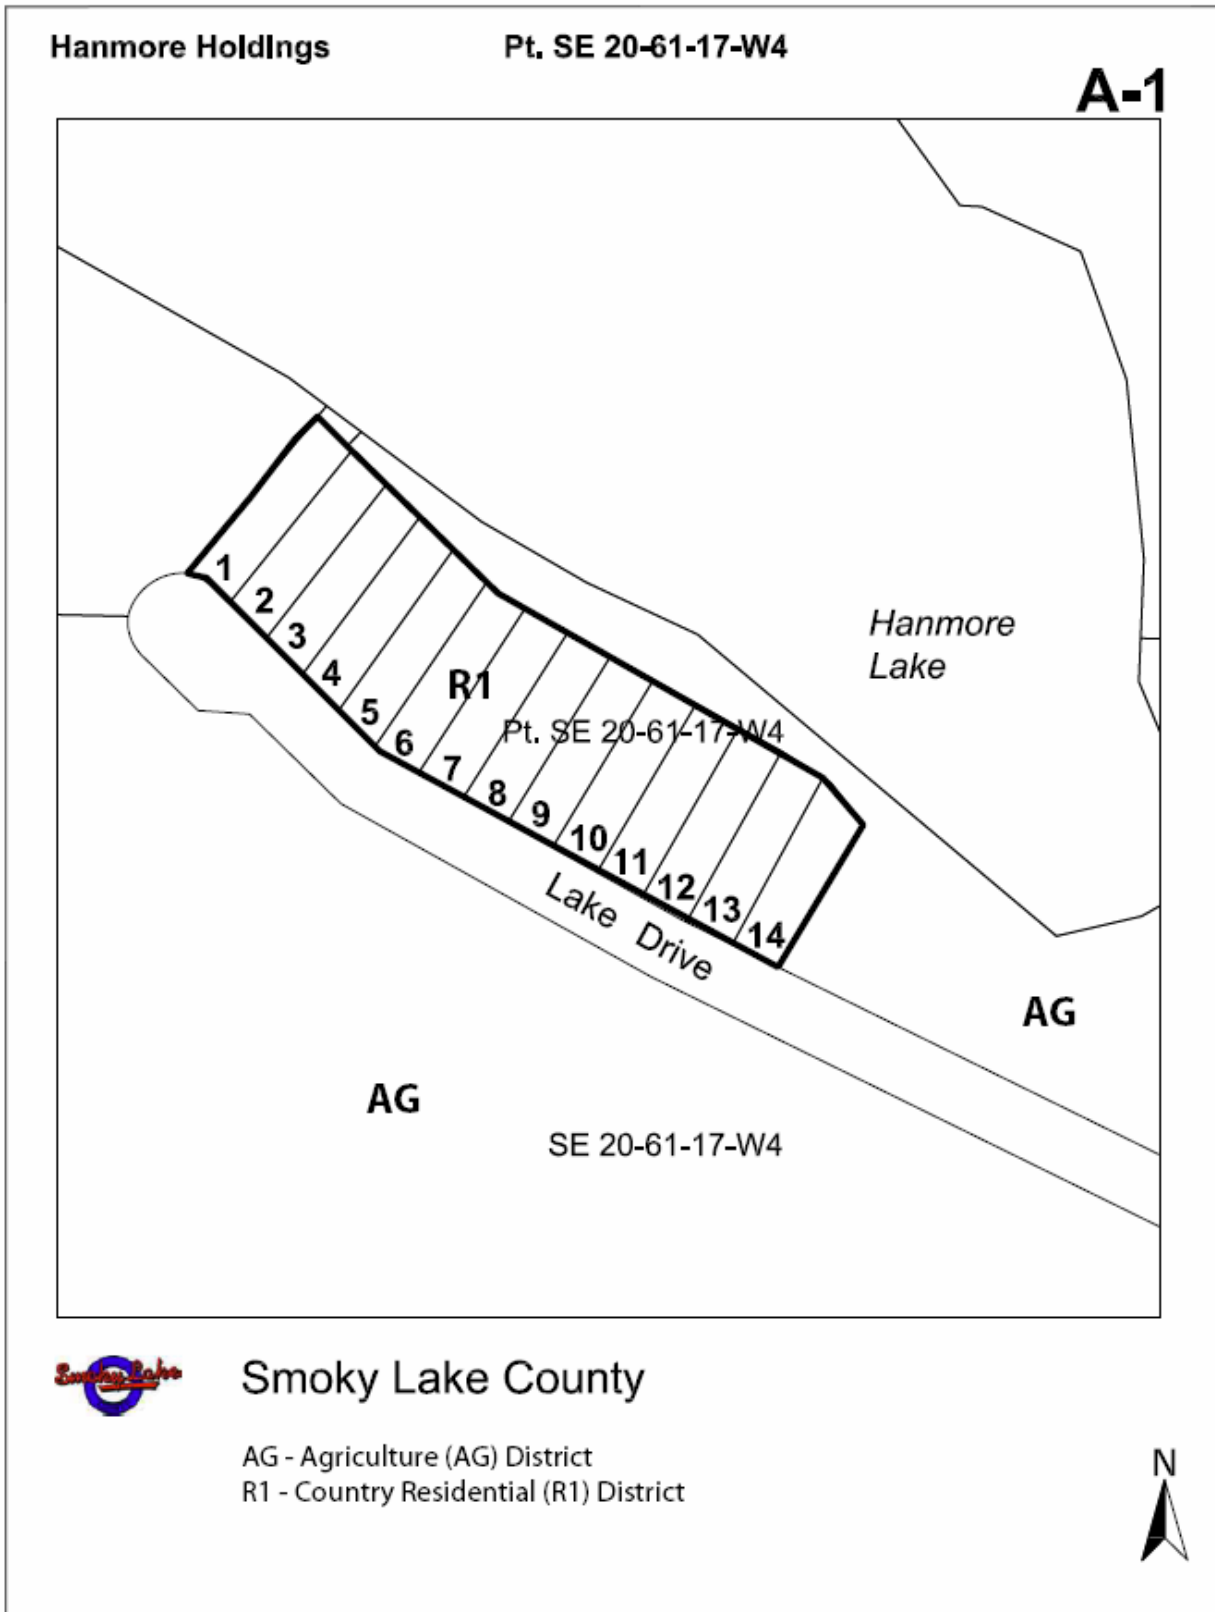 Hanmore Holdings
Pt. SE 20-61-17-W4
A-1
1
2
3
4
5
6
7
8
9
10
11
12
13
14
R1
Pt. SE 20-61-17-W4
Hanmore
Lake
Lake Drive
AG
AG
SE 20-61-17-W4
Smoky Lake
Smoky Lake County
AG - Agriculture (AG) District
R1 - Country Residential (R1) District
N